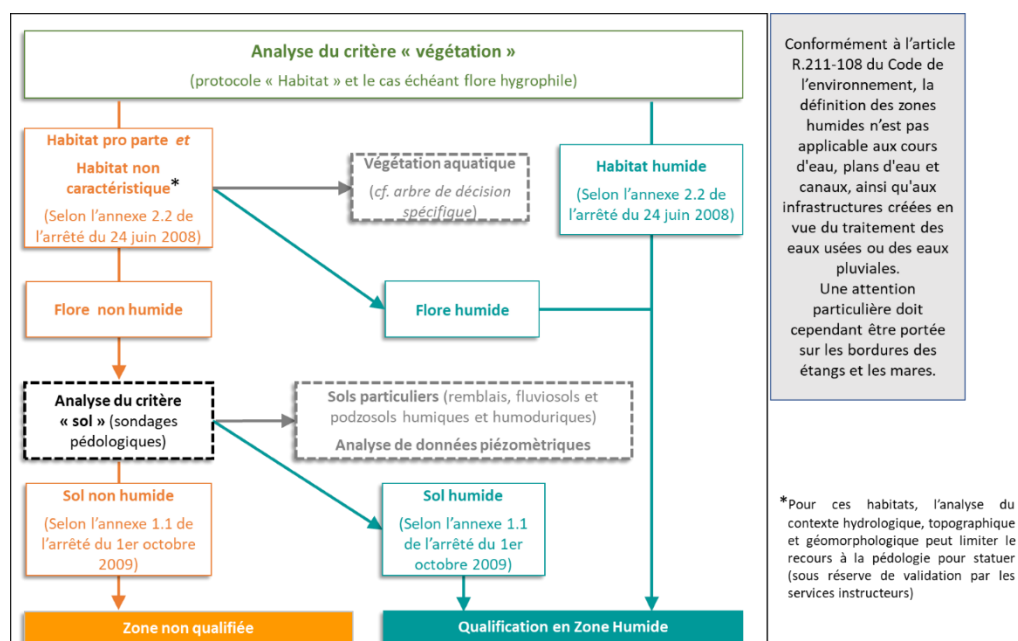 Analyse du critère « végétation »
(protocole « Habitat » et le cas échéant flore hygrophile)
Habitat pro parte et
Habitat non
caractéristique*
(Selon l'annexe 2.2 de
l'arrêté du 24 juin 2008)
Végétation aquatique
(cf. arbre de décision
spécifique)
Habitat humide
(Selon l'annexe 2.2 de
l'arrêté du 24 juin 2008)
Flore non humide
Flore humide
Analyse du critère
« sol » (sondages
pédologiques)
Sols particuliers (remblais, fluviosols et
podzosols humiques et humoduriques)
Analyse de données piézomètriques
Sol non humide
(Selon l'annexe 1.1 de
l'arrêté du 1er octobre
2009)
Sol humide
(Selon l'annexe 1.1
de l'arrêté du 1er
octobre 2009)
Zone non qualifiée
Qualification en Zone Humide
Conformément à l'article
R.211-108 du Code de
l'environnement, la
définition des zones
humides n'est pas
applicable aux cours
d'eau, plans d'eau et
canaux, ainsi qu'aux
infrastructures créées en
vue du traitement des
eaux usées ou des eaux
pluviales.
Une attention
particulière doit
cependant être portée
sur les bordures des
étangs et les mares.
*Pour ces habitats, l'analyse du
contexte hydrologique, topographique
et géomorphologique peut limiter le
recours à la pédologie pour statuer
(sous réserve de validation par les
services instructeurs)